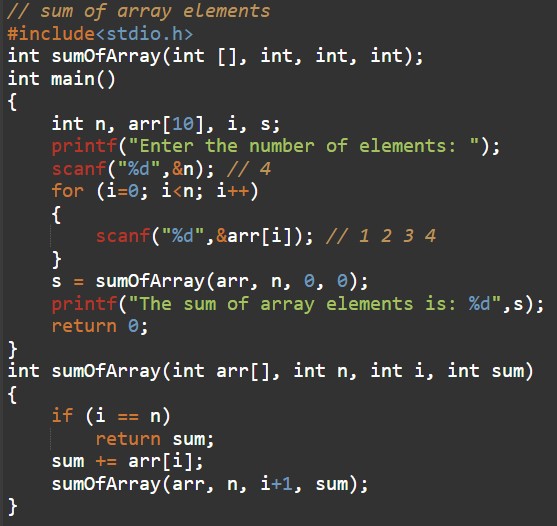 // sum of array elements
#include<stdio.h>
int sumOfArray(int [], int, int, int);
int main()
{
    int n, arr[10], i, s;
    printf("Enter the number of elements: ");
    scanf("%d",&n); // 4
    for (i=0; i<n; i++)
    {
        scanf("%d",&arr[i]); // 1 2 3 4
    }
    s = sumOfArray(arr, n, 0, 0);
    printf("The sum of array elements is: %d",s);
    return 0;
}
int sumOfArray(int arr[], int n, int i, int sum)
{
    if (i == n)
        return sum;
    sum += arr[i];
    sumOfArray(arr, n, i+1, sum);
}